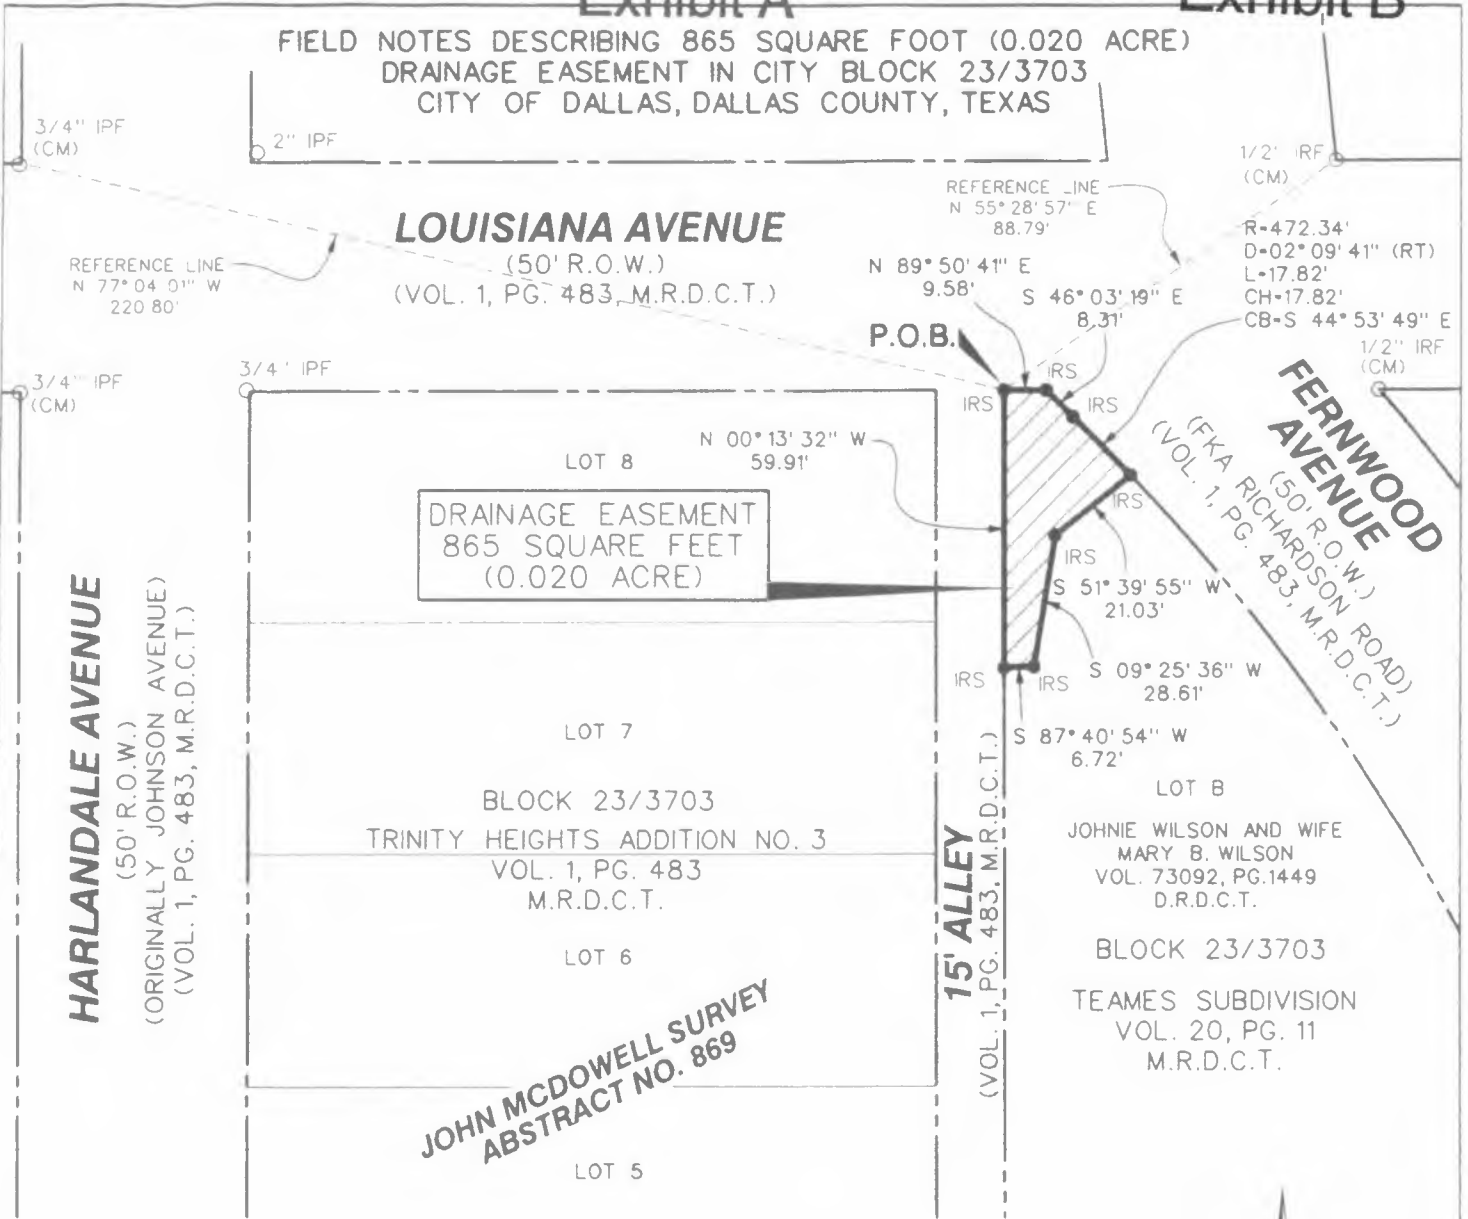 Exhibit A
Exhibit B
FIELD NOTES DESCRIBING 865 SQUARE FOOT (0.020 ACRE)
DRAINAGE EASEMENT IN CITY BLOCK 23/3703
CITY OF DALLAS, DALLAS COUNTY, TEXAS
3/4" IPF
(CM)
2" IPF
1/2' IRF
(CM)
REFERENCE LINE
N 55° 28' 57" E
88.79'
LOUISIANA AVENUE
(50' R.O.W.)
(VOL. 1, PG. 483, M.R.D.C.T.)
REFERENCE LINE
N 77° 04' 01" W
220.80'
N 89° 50' 41" E
9.58'
S 46° 03' 19" E
8.31'
R=472.34'
D=02° 09' 41" (RT)
L=17.82'
CH=17.82'
CB=S 44° 53' 49" E
P.O.B.
1/2" IRF
(CM)
3/4" IPF
(CM)
3/4' IPF
IRS
IRS
IRS
FERNWOOD
AVENUE
(50' R.O.W.)
(FKA RICHARDSON ROAD)
(VOL. 1, PG. 483, M.R.D.C.T.)
N 00° 13' 32" W
59.91'
LOT 8
IRS
DRAINAGE EASEMENT
865 SQUARE FEET
(0.020 ACRE)
IRS
S 51° 39' 55" W
21.03'
IRS
IRS
S 09° 25' 36" W
28.61'
S 87° 40' 54" W
6.72'
HARLANDALE AVENUE
(50' R.O.W.)
(ORIGINALLY JOHNSON AVENUE)
(VOL. 1, PG. 483, M.R.D.C.T.)
LOT 7
BLOCK 23/3703
TRINITY HEIGHTS ADDITION NO. 3
VOL. 1, PG. 483
M.R.D.C.T.
15' ALLEY
(VOL. 1, PG. 483, M.R.D.C.T.)
LOT B
JOHNIE WILSON AND WIFE
MARY B. WILSON
VOL. 73092, PG.1449
D.R.D.C.T.
BLOCK 23/3703
TEAMES SUBDIVISION
VOL. 20, PG. 11
M.R.D.C.T.
LOT 6
JOHN MCDOWELL SURVEY
ABSTRACT NO. 869
LOT 5